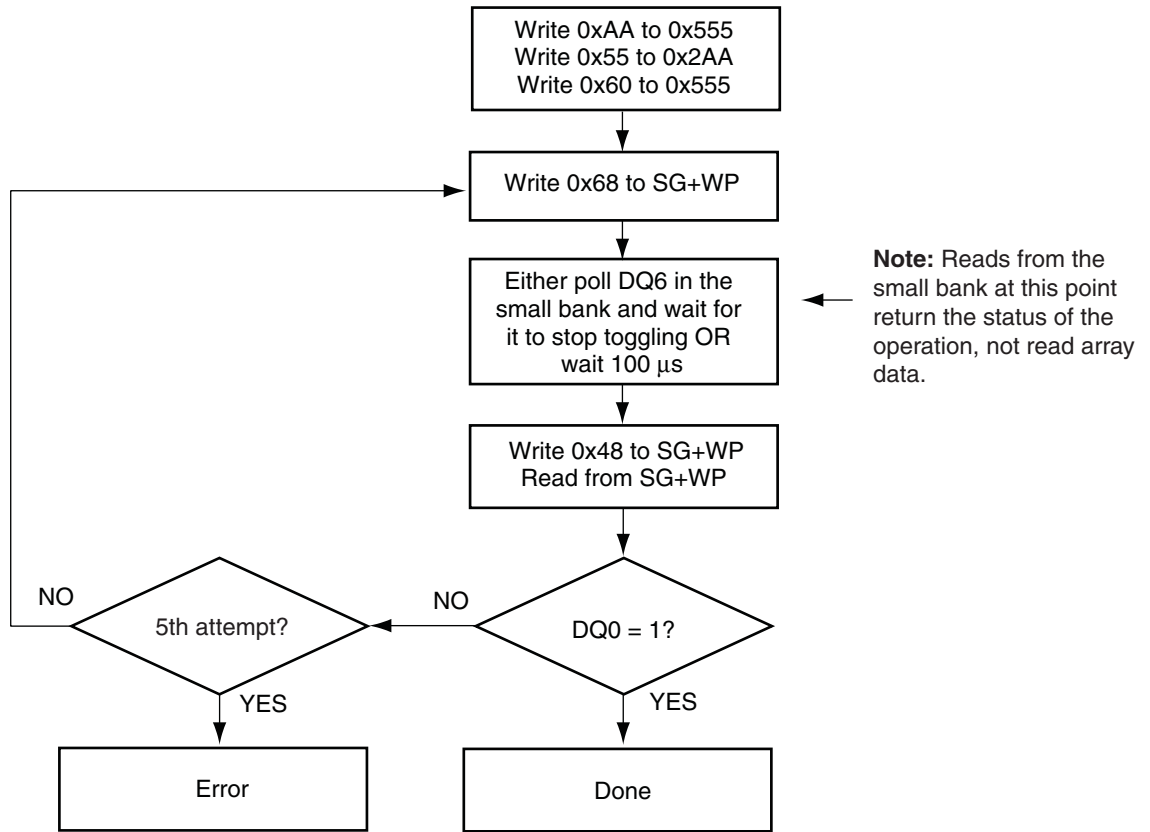 Write 0xAA to 0x555
Write 0x55 to 0x2AA
Write 0x60 to 0x555
Write 0x68 to SG+WP
Either poll DQ6 in the
small bank and wait for
it to stop toggling OR
wait 100 μs
Note: Reads from the
small bank at this point
return the status of the
operation, not read array
data.
Write 0x48 to SG+WP
Read from SG+WP
NO
5th attempt?
NO
DQ0 = 1?
YES
YES
Error
Done